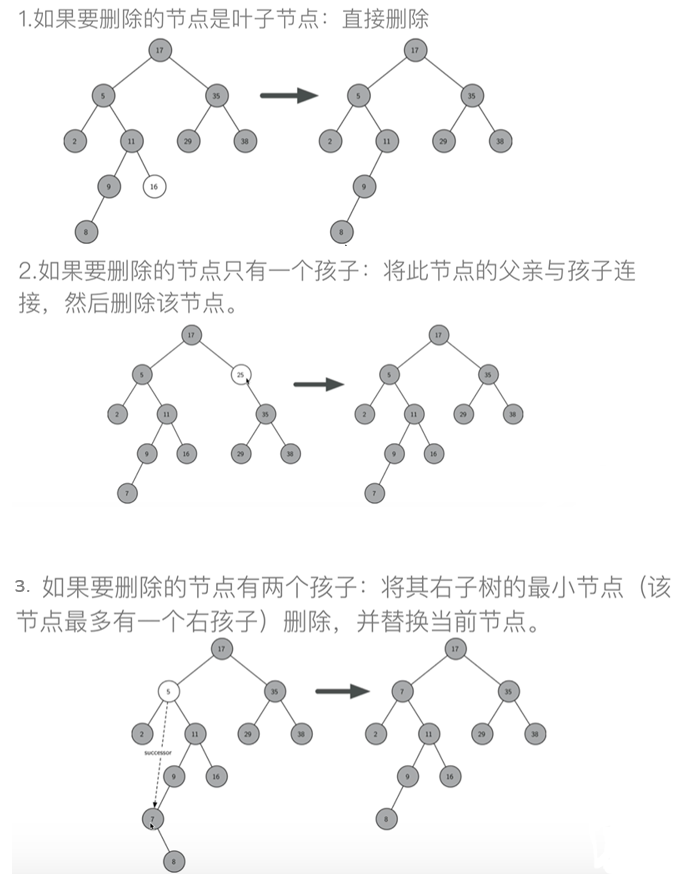 1.如果要删除的节点是叶子节点：直接删除
17 17
5 35 5 35
2 11 29 38 2 11 29 38
9 16 9
8 8
2.如果要删除的节点只有一个孩子：将此节点的父亲与孩子连
接，然后删除该节点。
17 17
5 25 5 35
2 11 35 2 11 29 38
9 16 29 38 9 16
7 7
3. 如果要删除的节点有两个孩子：将其右子树的最小节点（该
节点最多有一个右孩子）删除，并替换当前节点。
17 17
5 35 7 35
2 11 29 38 2 11 29 38
successor
9 16 9 16
7 8
8